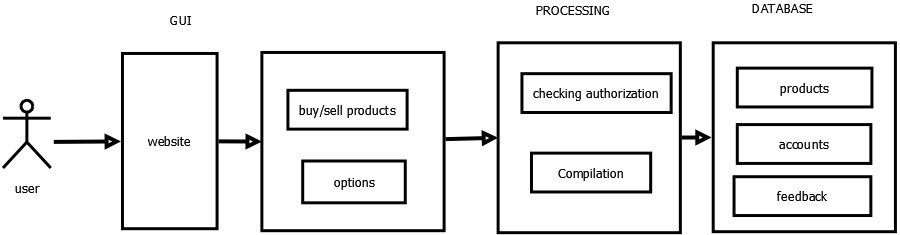 GUI
PROCESSING
DATABASE
user
website
buy/sell products
options
checking authorization
Compilation
products
accounts
feedback